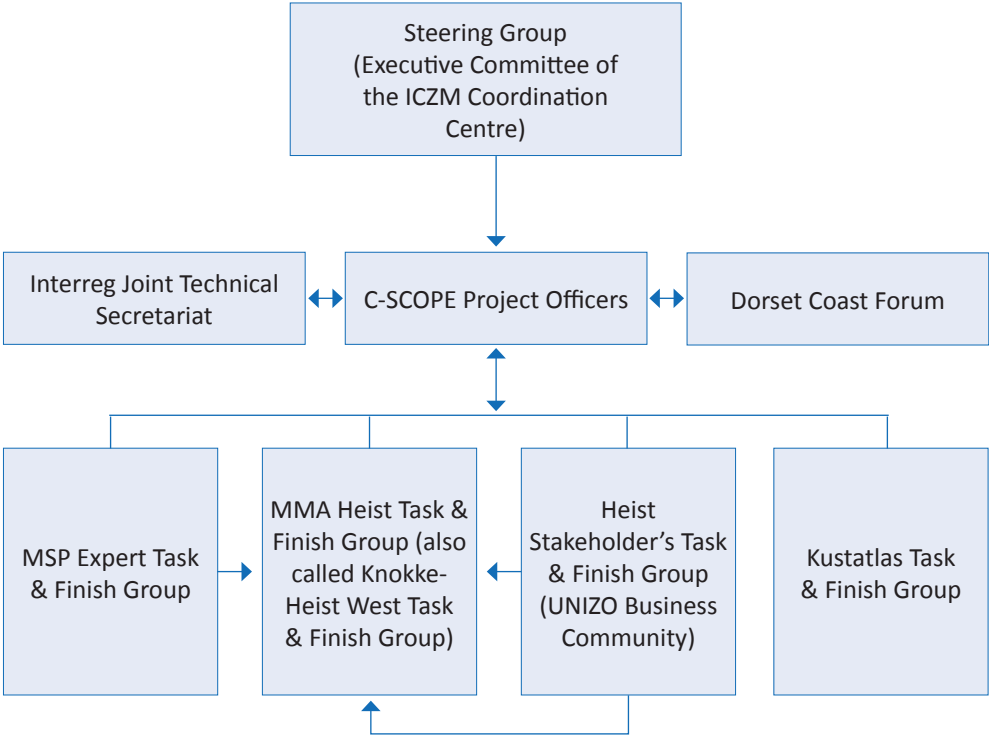 Steering Group
(Executive Committee of
the ICZM Coordination
Centre)
Interreg Joint Technical
Secretariat
C-SCOPE Project Officers
Dorset Coast Forum
MSP Expert Task
& Finish Group
MMA Heist Task &
Finish Group (also
called Knokke-
Heist West Task
& Finish Group)
Heist
Stakeholder’s Task
& Finish Group
(UNIZO Business
Community)
Kustatlas Task
& Finish Group